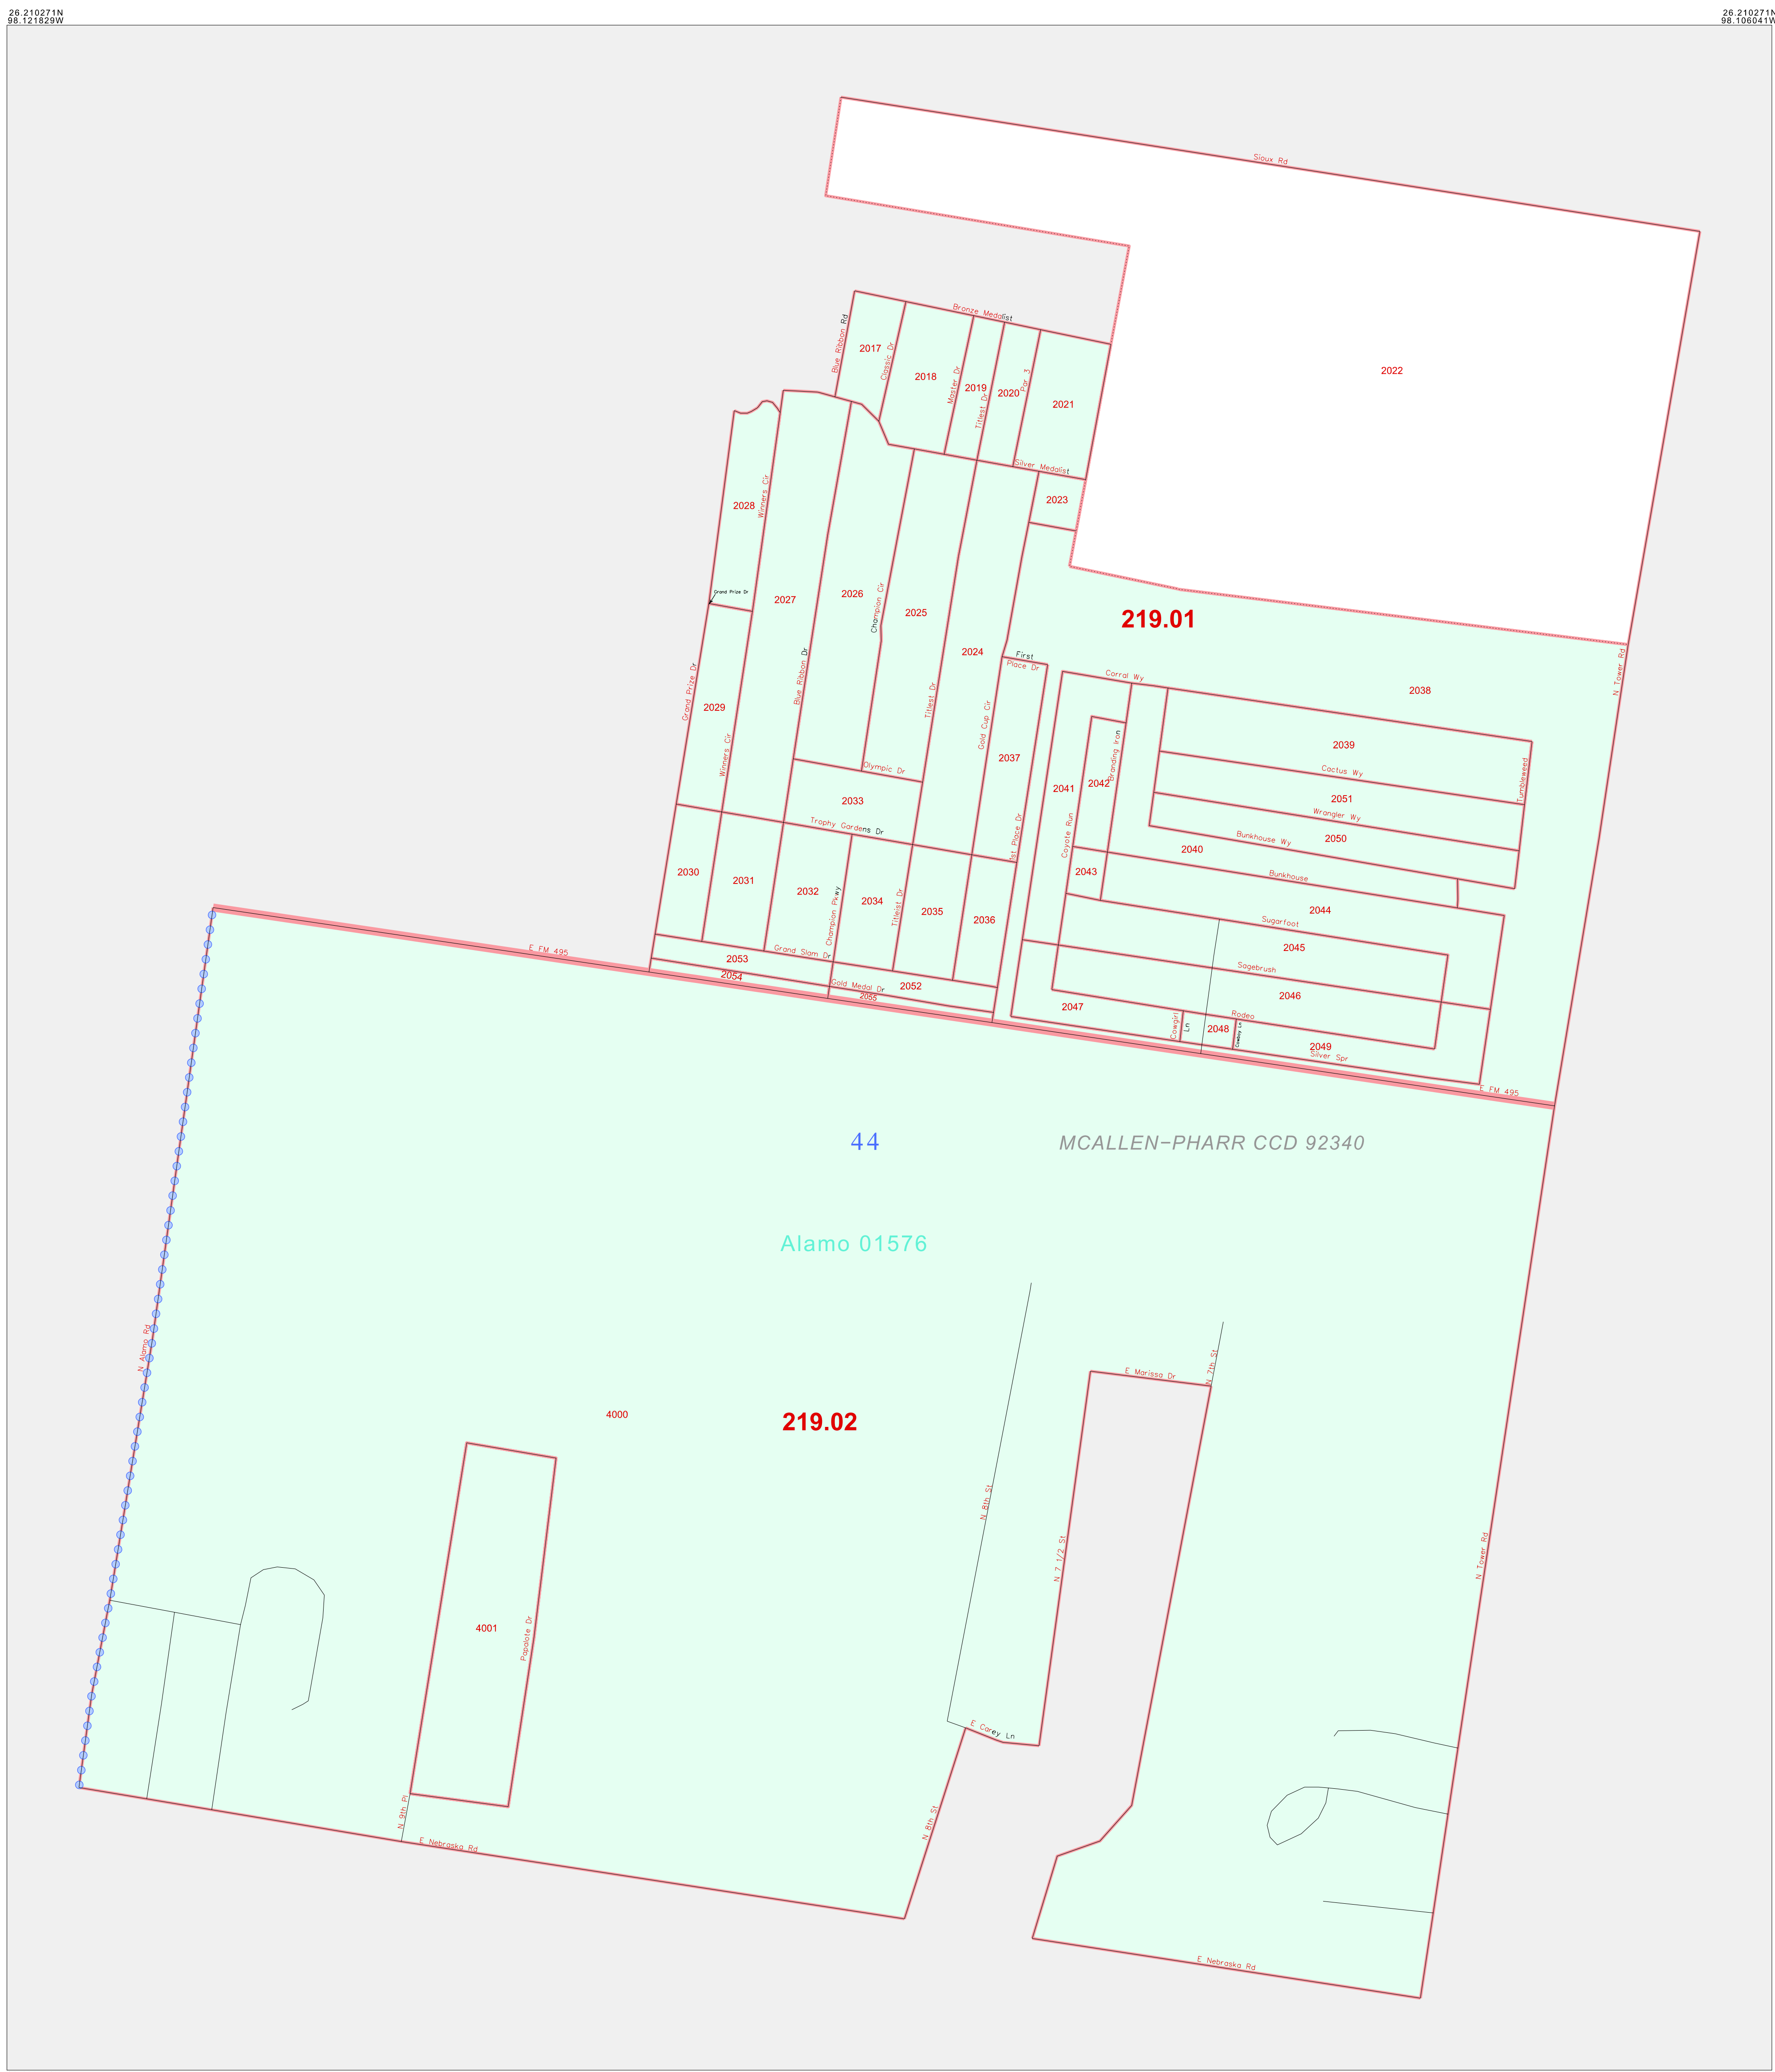 26.210271N
98.121829W
26.210271N
98.106041W
Sioux Rd
Bronze Medalist
Blue Ribbon Rd
2017
Classic Dr
2018
Master Dr
2019
Titlest Dr
2020
Par 3
2021
2022
Silver Medalist
2023
2028
Winners Cir
Grand Prize Dr
2027
2026
Champion Cir
2025
219.01
2024
First
Place Dr
N Tower Rd
Corral Wy
2038
Blue Ribbon Dr
Titlest Dr
Grand Prize Dr
2029
Winners Cir
Gold Cup Cir
2037
Branding Iron
2039
Cactus Wy
Tumbleweed
Olympic Dr
2041
2042
2051
2033
Wrangler Wy
Trophy Gardens Dr
1st Place Dr
Coyote Run
Bunkhouse Wy
2050
2040
2030
2031
2032
Champion Pkwy
2034
Titleist Dr
2035
2036
2043
Bunkhouse
2044
Sugarfoot
2045
E FM 495
Grand Slam Dr
2053
2054
Gold Medal Dr
2052
2055
Sagebrush
2046
2047
Cowgirl
Ln
2048
Rodeo
Cowboy Ln
2049
Silver Spr
E FM 495
44
MCALLEN-PHARR CCD 92340
Alamo 01576
N Alamo Rd
E Marissa Dr
N 7th St
4000
219.02
N 8th St
N 7 1/2 St
N Tower Rd
4001
Papalote Dr
E Carey Ln
N 9th Pl
N 8th St
E Nebraska Rd
E Nebraska Rd